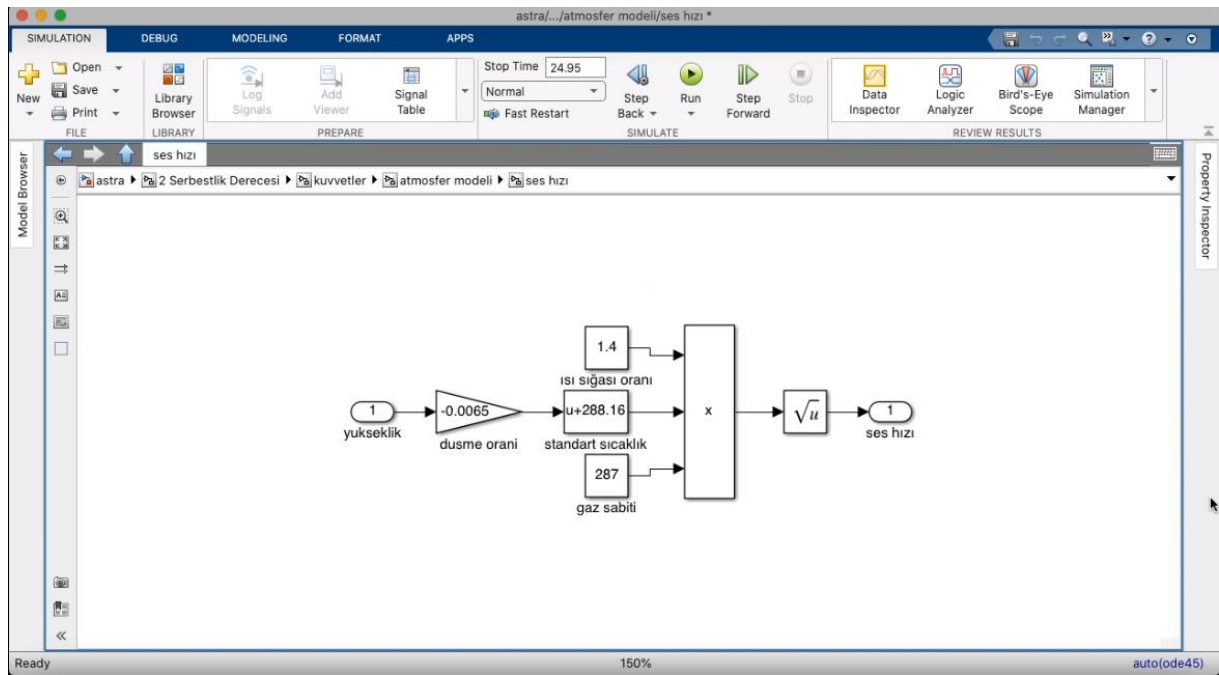 astra/.../atmosfer modeli/ses hızı *
SIMULATION DEBUG MODELING FORMAT APPS
New
Open
Save
Print
FILE
Library Browser
LIBRARY
Log Signals
Add Viewer
Signal Table
PREPARE
Stop Time 24.95
Normal
Fast Restart
Step Back
Run
Step Forward
Stop
SIMULATE
Data Inspector
Logic Analyzer
Bird's-Eye Scope
Simulation Manager
REVIEW RESULTS
Model Browser
Property Inspector
ses hızı
astra 2 Serbestlik Derecesi kuvvetler atmosfer modeli ses hızı
1.4
ısı sığası oranı
1
yukseklik
-0.0065
dusme orani
u+288.16
standart sıcaklık
287
gaz sabiti
x
√u
1
ses hızı
Ready 150% auto(ode45)